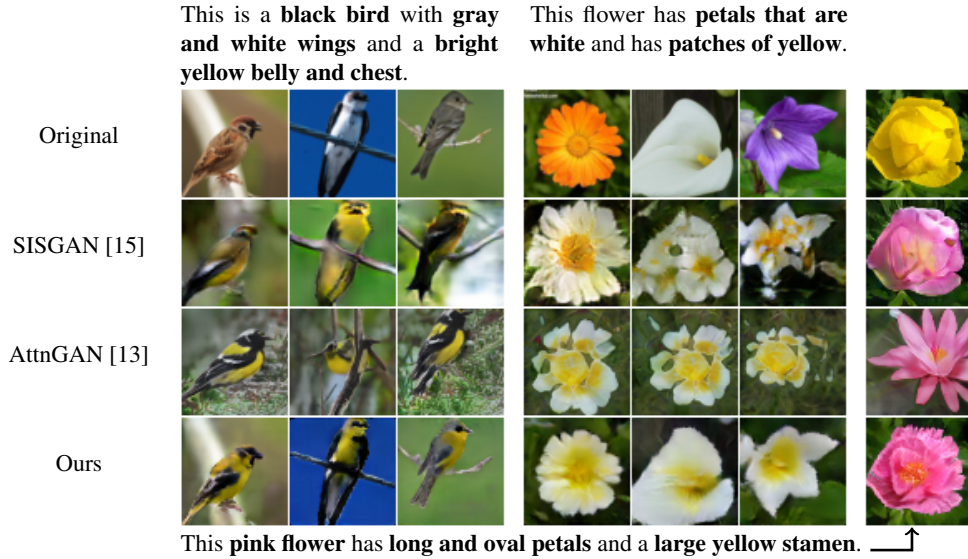 This is a black bird with gray
and white wings and a bright
yellow belly and chest.
This flower has petals that are
white and has patches of yellow.
Original
SISGAN [15]
AttnGAN [13]
Ours
This pink flower has long and oval petals and a large yellow stamen.